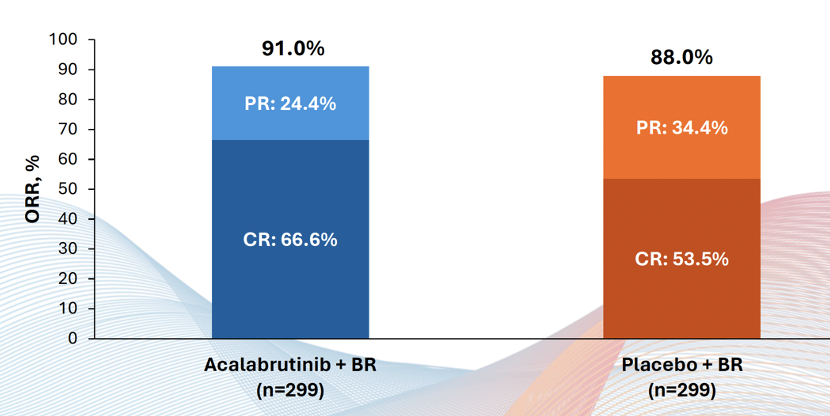 ORR, %
100
90
80
70
60
50
40
30
20
10
0
91.0%
PR: 24.4%
CR: 66.6%
88.0%
PR: 34.4%
CR: 53.5%
Acalabrutinib + BR
(n=299)
Placebo + BR
(n=299)